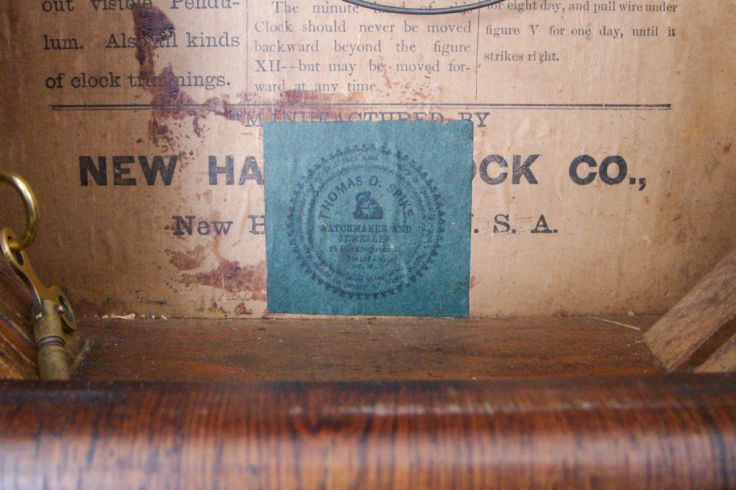 out visible Pendu-
lum. Also all kinds
of clock trimmings.
The minute
Clock should never be moved
backward beyond the figure
XII--but may be moved for-
ward at any time.
for eight day, and pull wire under
figure V for one day, until it
strikes right.
MANUFACTURED BY
NEW HA OCK CO.,
New . S. A.
THOMAS D. SPIKE
WATCHMAKER AND
JEWELLER
HALIFAX